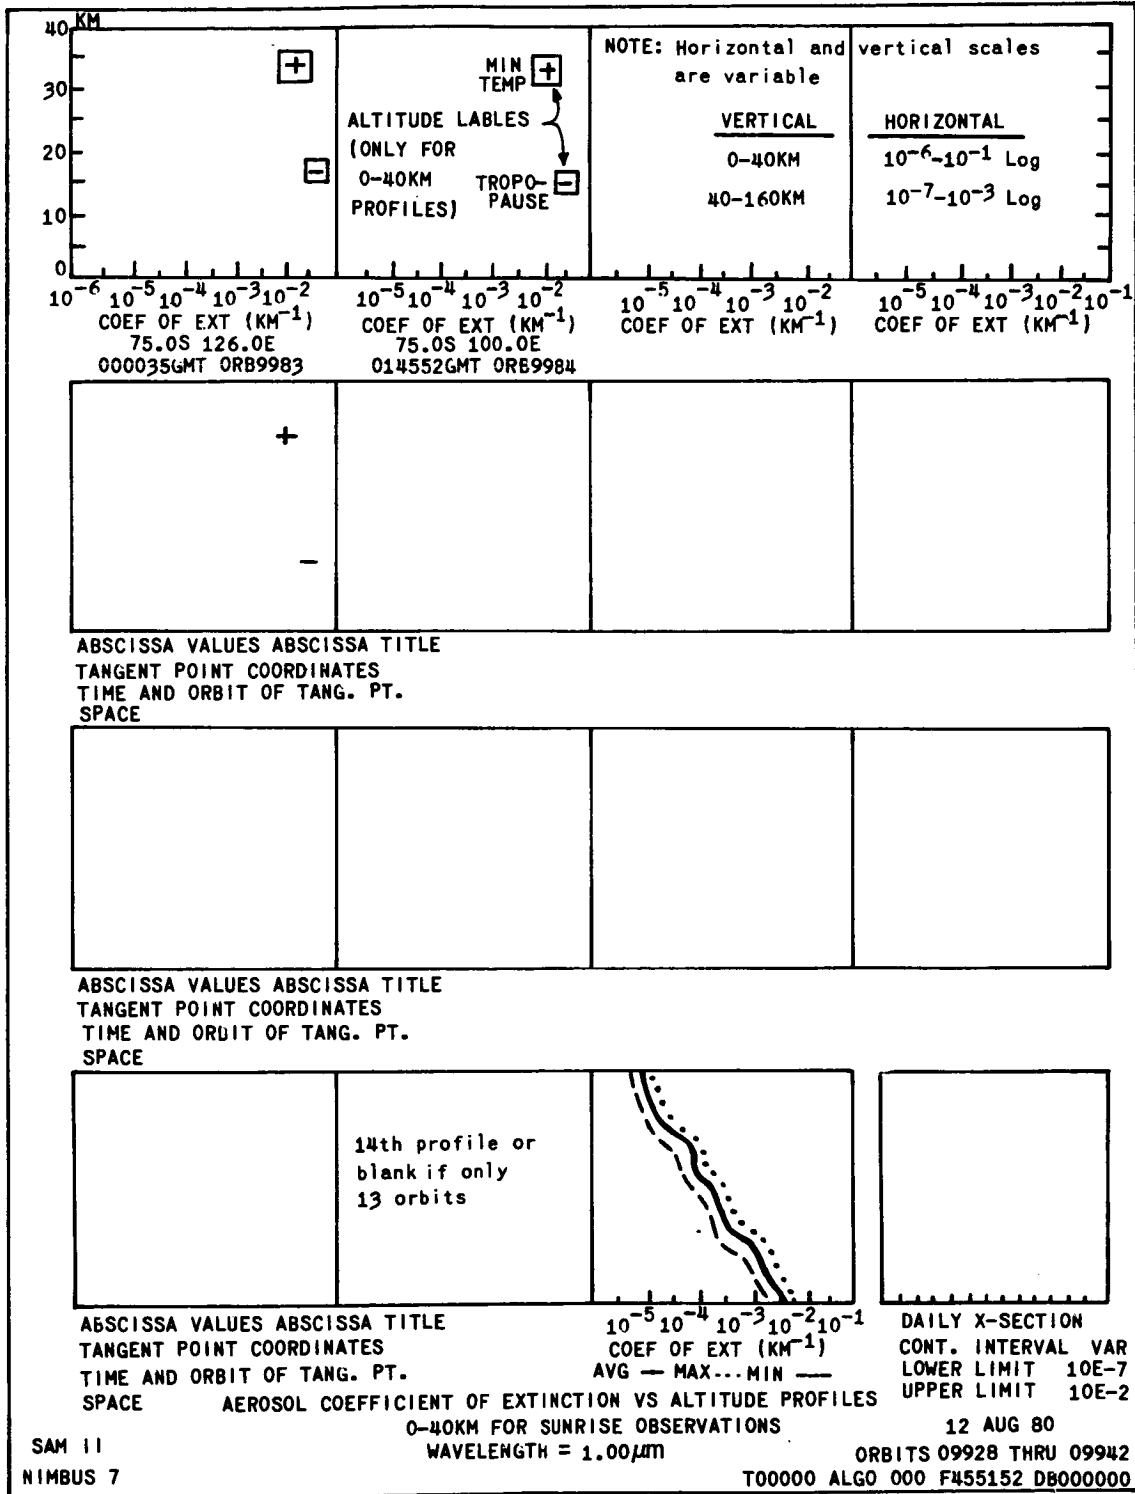 KM
40
30
20
10
0
+
-
MIN TEMP +
ALTITUDE LABLES
(ONLY FOR
0-40KM
PROFILES)
TROPO-
PAUSE -
NOTE: Horizontal and vertical scales
are variable
VERTICAL HORIZONTAL
0-40KM 10⁻⁶-10⁻¹ Log
40-160KM 10⁻⁷-10⁻³ Log
10⁻⁶ 10⁻⁵ 10⁻⁴ 10⁻³ 10⁻² 10⁻⁵ 10⁻⁴ 10⁻³ 10⁻² 10⁻⁵ 10⁻⁴ 10⁻³ 10⁻² 10⁻⁵ 10⁻⁴ 10⁻³ 10⁻² 10⁻¹
COEF OF EXT (KM⁻¹) COEF OF EXT (KM⁻¹) COEF OF EXT (KM⁻¹) COEF OF EXT (KM⁻¹)
75.0S 126.0E 75.0S 100.0E
000035GMT ORB9983 014552GMT ORB9984
+
-
ABSCISSA VALUES ABSCISSA TITLE
TANGENT POINT COORDINATES
TIME AND ORBIT OF TANG. PT.
SPACE
ABSCISSA VALUES ABSCISSA TITLE
TANGENT POINT COORDINATES
TIME AND ORBIT OF TANG. PT.
SPACE
14th profile or
blank if only
13 orbits
ABSCISSA VALUES ABSCISSA TITLE
TANGENT POINT COORDINATES
TIME AND ORBIT OF TANG. PT.
SPACE
10⁻⁵ 10⁻⁴ 10⁻³ 10⁻² 10⁻¹
COEF OF EXT (KM⁻¹)
AVG — MAX ... MIN —
DAILY X-SECTION
CONT. INTERVAL VAR
LOWER LIMIT 10E-7
UPPER LIMIT 10E-2
AEROSOL COEFFICIENT OF EXTINCTION VS ALTITUDE PROFILES
0-40KM FOR SUNRISE OBSERVATIONS
WAVELENGTH = 1.00μm
12 AUG 80
SAM II
ORBITS 09928 THRU 09942
NIMBUS 7
T00000 ALGO 000 F455152 DB000000